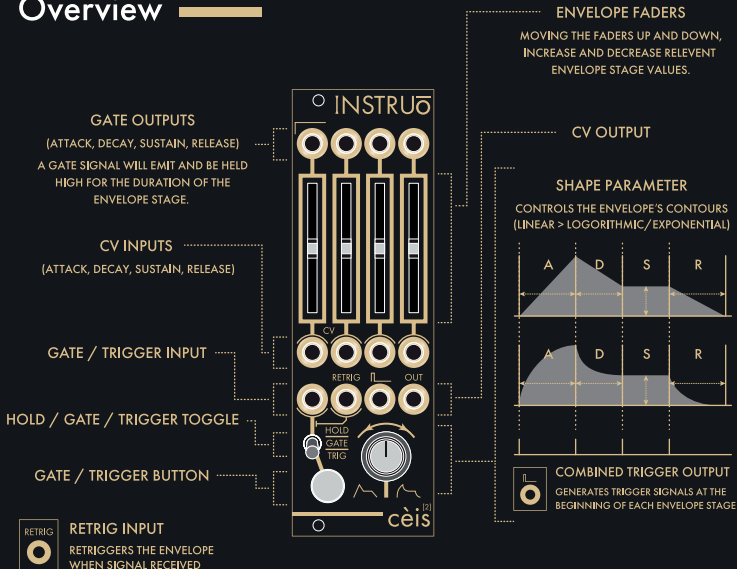 Overview
ENVELOPE FADERS
MOVING THE FADERS UP AND DOWN,
INCREASE AND DECREASE RELEVENT
ENVELOPE STAGE VALUES.
GATE OUTPUTS
(ATTACK, DECAY, SUSTAIN, RELEASE)
A GATE SIGNAL WILL EMIT AND BE HELD
HIGH FOR THE DURATION OF THE
ENVELOPE STAGE.
CV INPUTS
(ATTACK, DECAY, SUSTAIN, RELEASE)
GATE / TRIGGER INPUT
HOLD / GATE / TRIGGER TOGGLE
GATE / TRIGGER BUTTON
RETRIG
RETRIG INPUT
RETRIGGERS THE ENVELOPE
WHEN SIGNAL RECEIVED
INSTRUŌ
CV
RETRIG
OUT
HOLD
GATE
TRIG
cèis
[2]
CV OUTPUT
SHAPE PARAMETER
CONTROLS THE ENVELOPE'S CONTOURS
(LINEAR > LOGORITHMIC/EXPONENTIAL)
A D S R
A D S R
COMBINED TRIGGER OUTPUT
GENERATES TRIGGER SIGNALS AT THE
BEGINNING OF EACH ENVELOPE STAGE